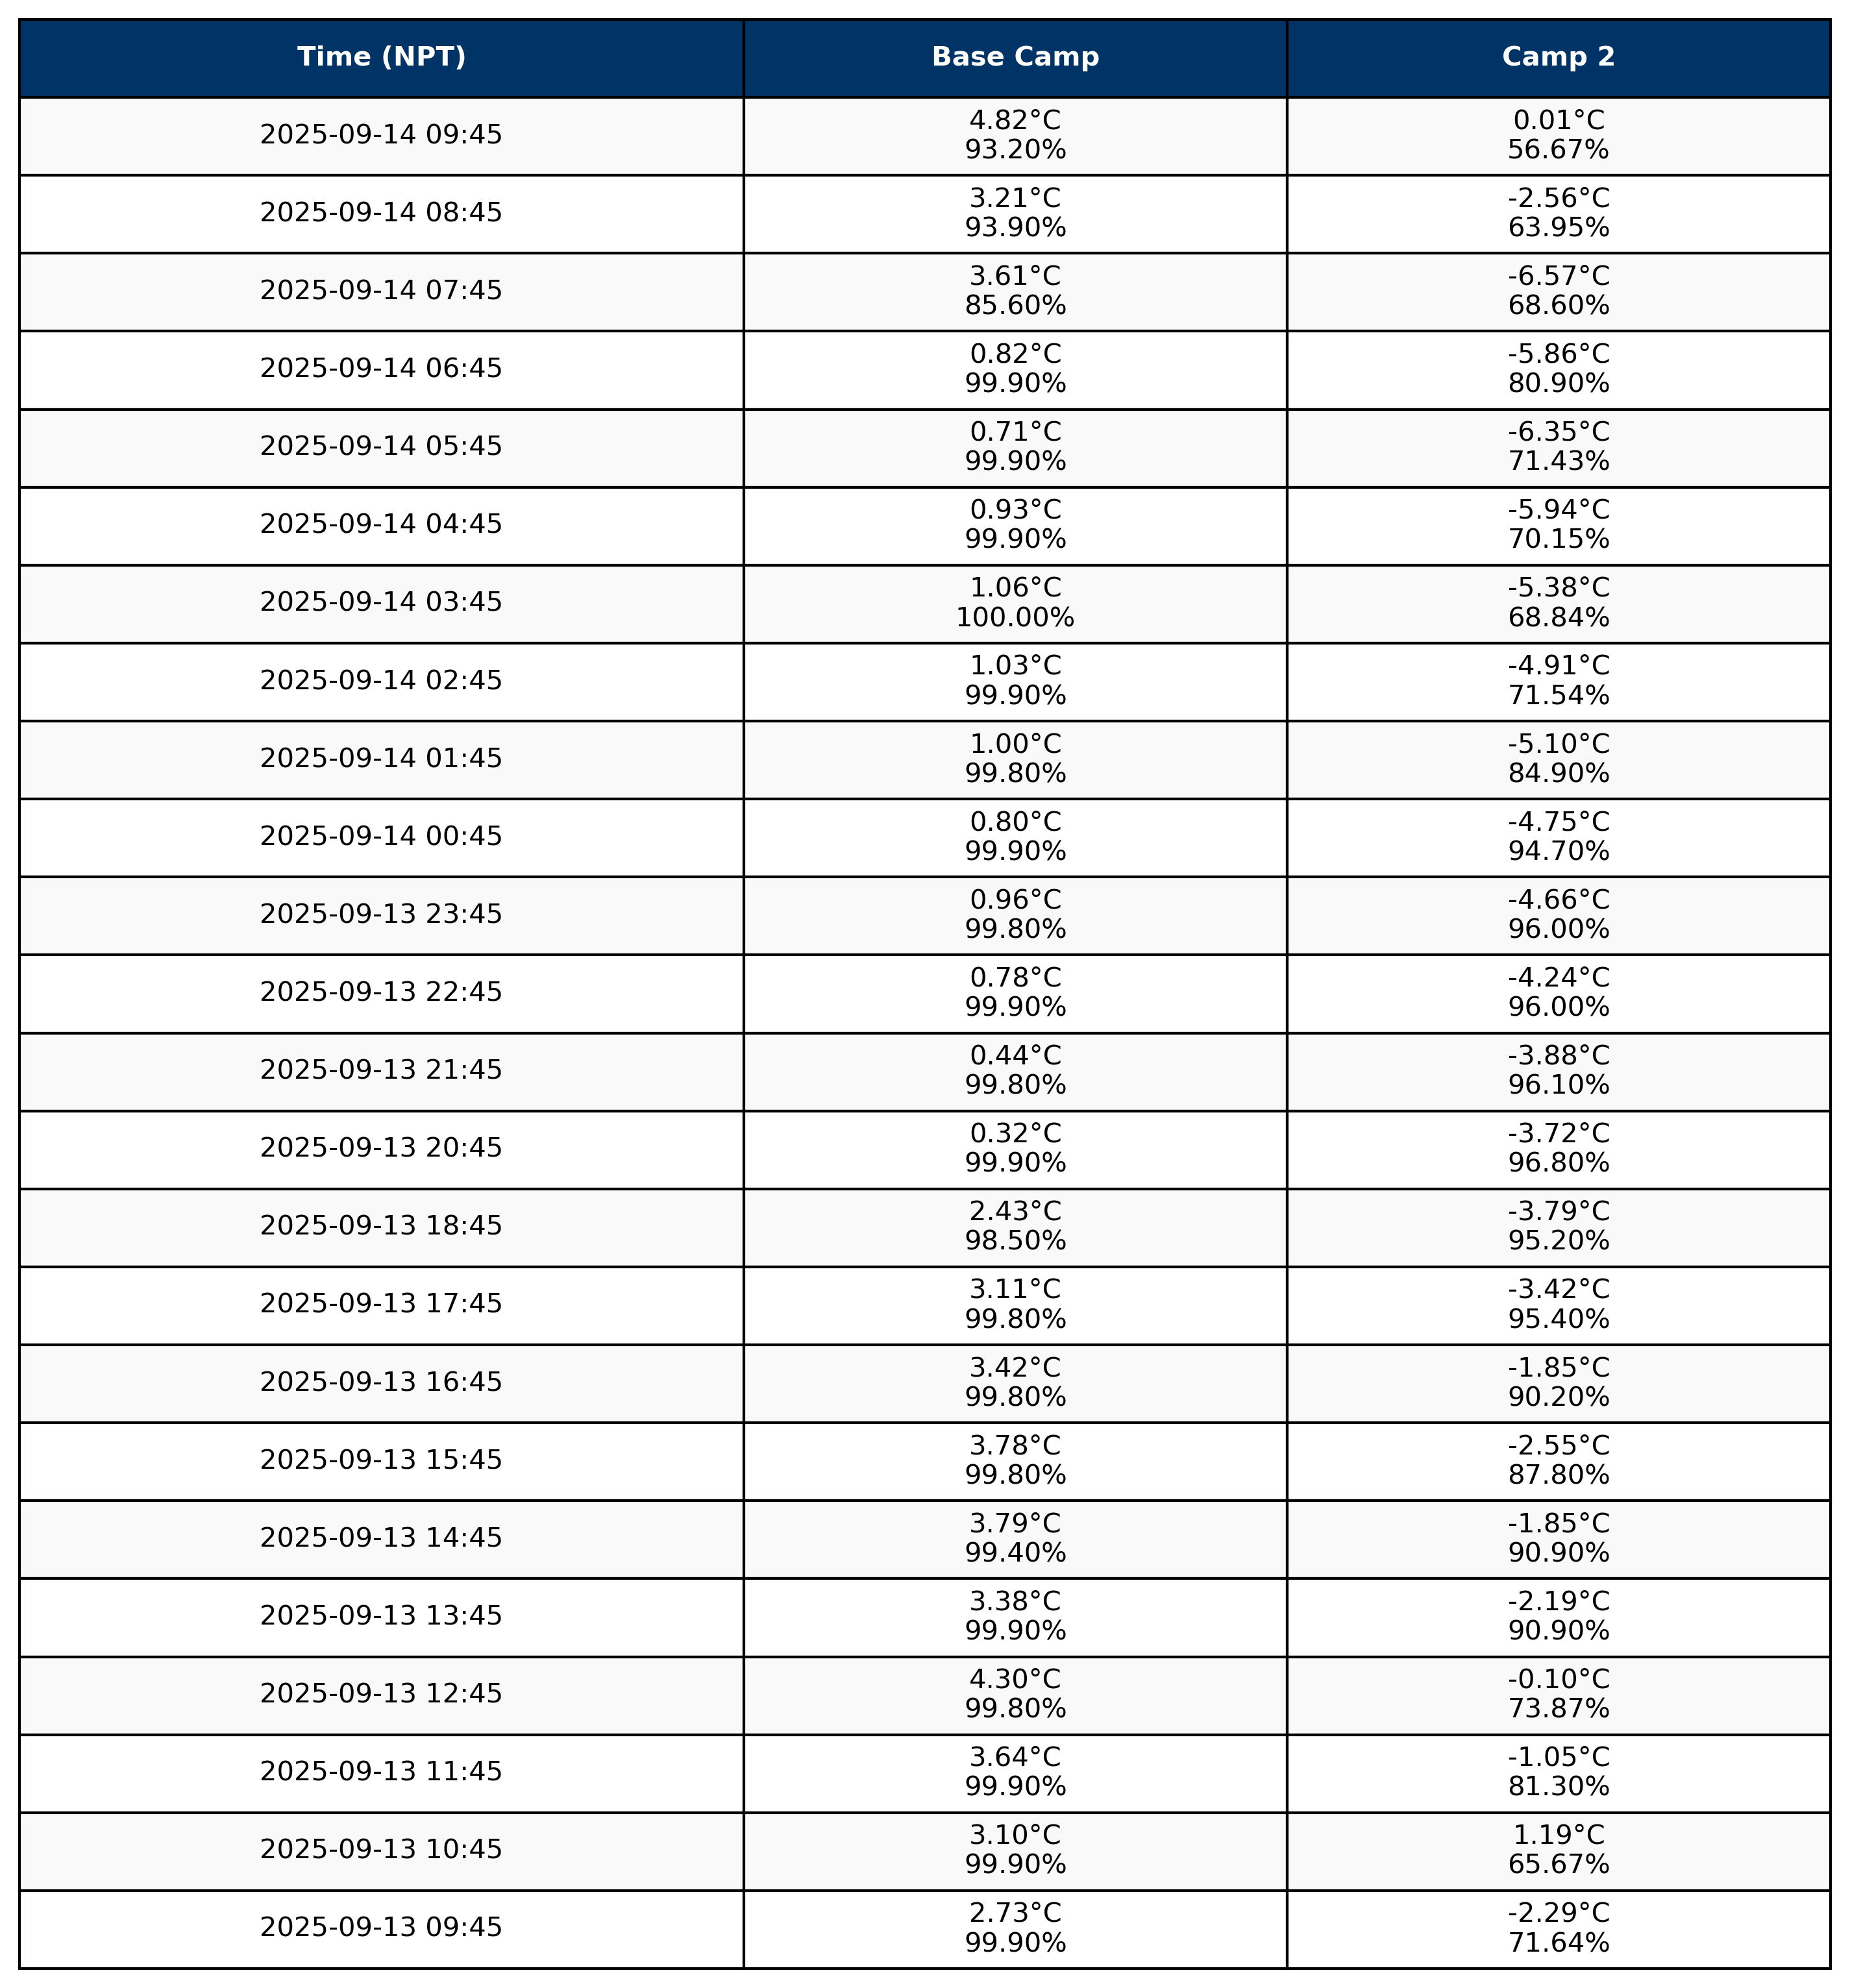 Time (NPT) Base Camp Camp 2
2025-09-14 09:45 4.82°C 0.01°C
93.20% 56.67%
2025-09-14 08:45 3.21°C -2.56°C
93.90% 63.95%
2025-09-14 07:45 3.61°C -6.57°C
85.60% 68.60%
2025-09-14 06:45 0.82°C -5.86°C
99.90% 80.90%
2025-09-14 05:45 0.71°C -6.35°C
99.90% 71.43%
2025-09-14 04:45 0.93°C -5.94°C
99.90% 70.15%
2025-09-14 03:45 1.06°C -5.38°C
100.00% 68.84%
2025-09-14 02:45 1.03°C -4.91°C
99.90% 71.54%
2025-09-14 01:45 1.00°C -5.10°C
99.80% 84.90%
2025-09-14 00:45 0.80°C -4.75°C
99.90% 94.70%
2025-09-13 23:45 0.96°C -4.66°C
99.80% 96.00%
2025-09-13 22:45 0.78°C -4.24°C
99.90% 96.00%
2025-09-13 21:45 0.44°C -3.88°C
99.80% 96.10%
2025-09-13 20:45 0.32°C -3.72°C
99.90% 96.80%
2025-09-13 18:45 2.43°C -3.79°C
98.50% 95.20%
2025-09-13 17:45 3.11°C -3.42°C
99.80% 95.40%
2025-09-13 16:45 3.42°C -1.85°C
99.80% 90.20%
2025-09-13 15:45 3.78°C -2.55°C
99.80% 87.80%
2025-09-13 14:45 3.79°C -1.85°C
99.40% 90.90%
2025-09-13 13:45 3.38°C -2.19°C
99.90% 90.90%
2025-09-13 12:45 4.30°C -0.10°C
99.80% 73.87%
2025-09-13 11:45 3.64°C -1.05°C
99.90% 81.30%
2025-09-13 10:45 3.10°C 1.19°C
99.90% 65.67%
2025-09-13 09:45 2.73°C -2.29°C
99.90% 71.64%